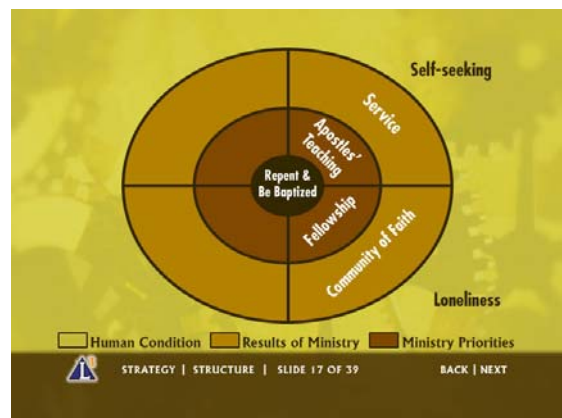 Self-seeking
Service
Apostles'
Teaching
Repent &
Be Baptized
Fellowship
Community of Faith
Loneliness
Human Condition
Results of Ministry
Ministry Priorities
STRATEGY | STRUCTURE | SLIDE 17 OF 39
BACK | NEXT